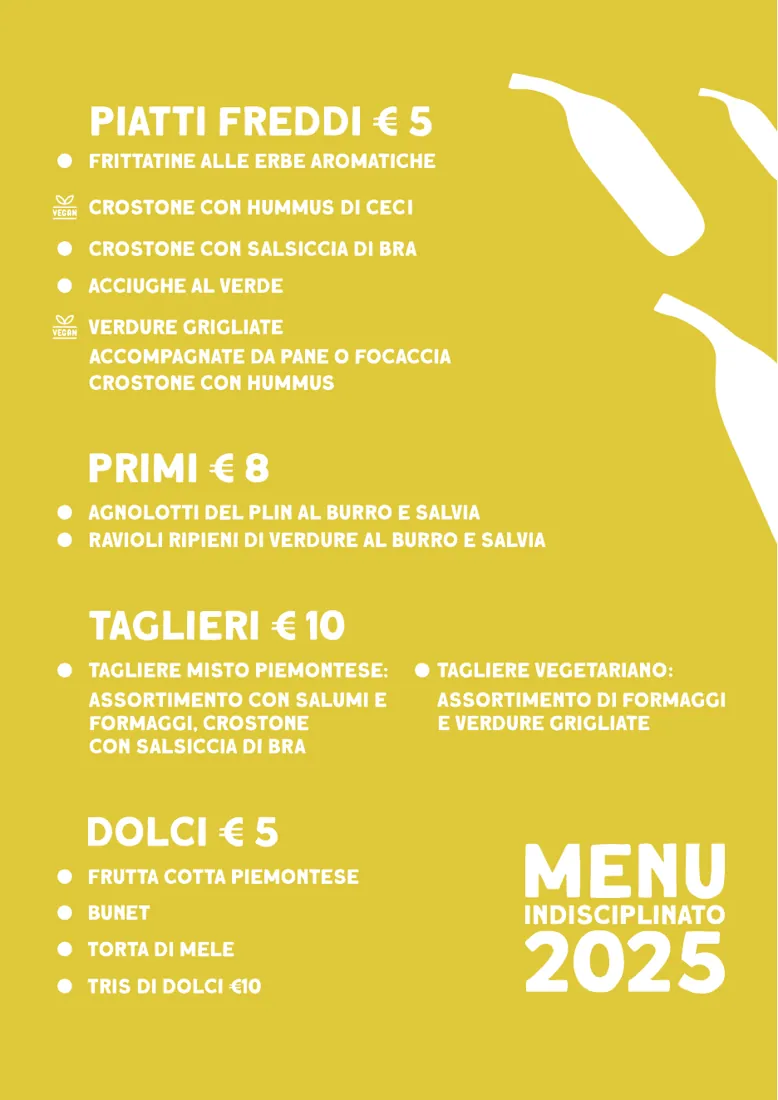 PIATTI FREDDI € 5
FRITTATINE ALLE ERBE AROMATICHE
VEGAN
CROSTONE CON HUMMUS DI CECI
CROSTONE CON SALSICCIA DI BRA
ACCIUGHE AL VERDE
VEGAN
VERDURE GRIGLIATE
ACCOMPAGNATE DA PANE O FOCACCIA
CROSTONE CON HUMMUS
PRIMI € 8
AGNOLOTTI DEL PLIN AL BURRO E SALVIA
RAVIOLI RIPIENI DI VERDURE AL BURRO E SALVIA
TAGLIERI € 10
TAGLIERE MISTO PIEMONTESE:
ASSORTIMENTO CON SALUMI E
FORMAGGI, CROSTONE
CON SALSICCIA DI BRA
TAGLIERE VEGETARIANO:
ASSORTIMENTO DI FORMAGGI
E VERDURE GRIGLIATE
DOLCI € 5
FRUTTA COTTA PIEMONTESE
BUNET
TORTA DI MELE
TRIS DI DOLCI €10
MENU
INDISCIPLINATO
2025